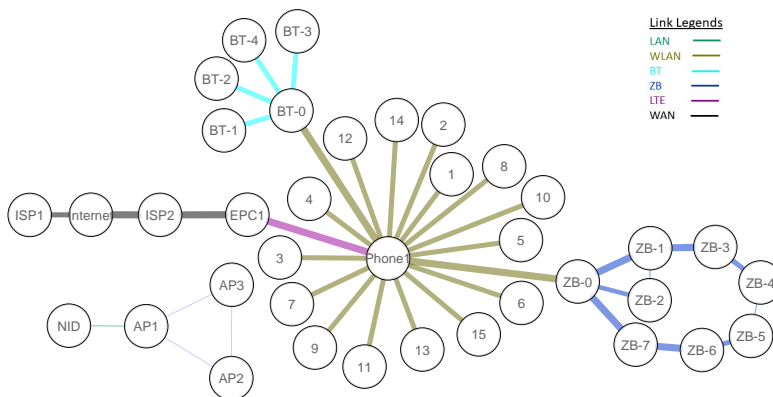 Link Legends
LAN
WLAN
BT
ZB
LTE
WAN
BT-3
BT-4
BT-2
BT-0
BT-1
12
14
2
1
8
10
4
5
3
Phone1
6
7
15
9
13
11
ISP1
Internet
ISP2
EPC1
AP3
NID
AP1
AP2
ZB-1
ZB-3
ZB-0
ZB-2
ZB-4
ZB-5
ZB-7
ZB-6